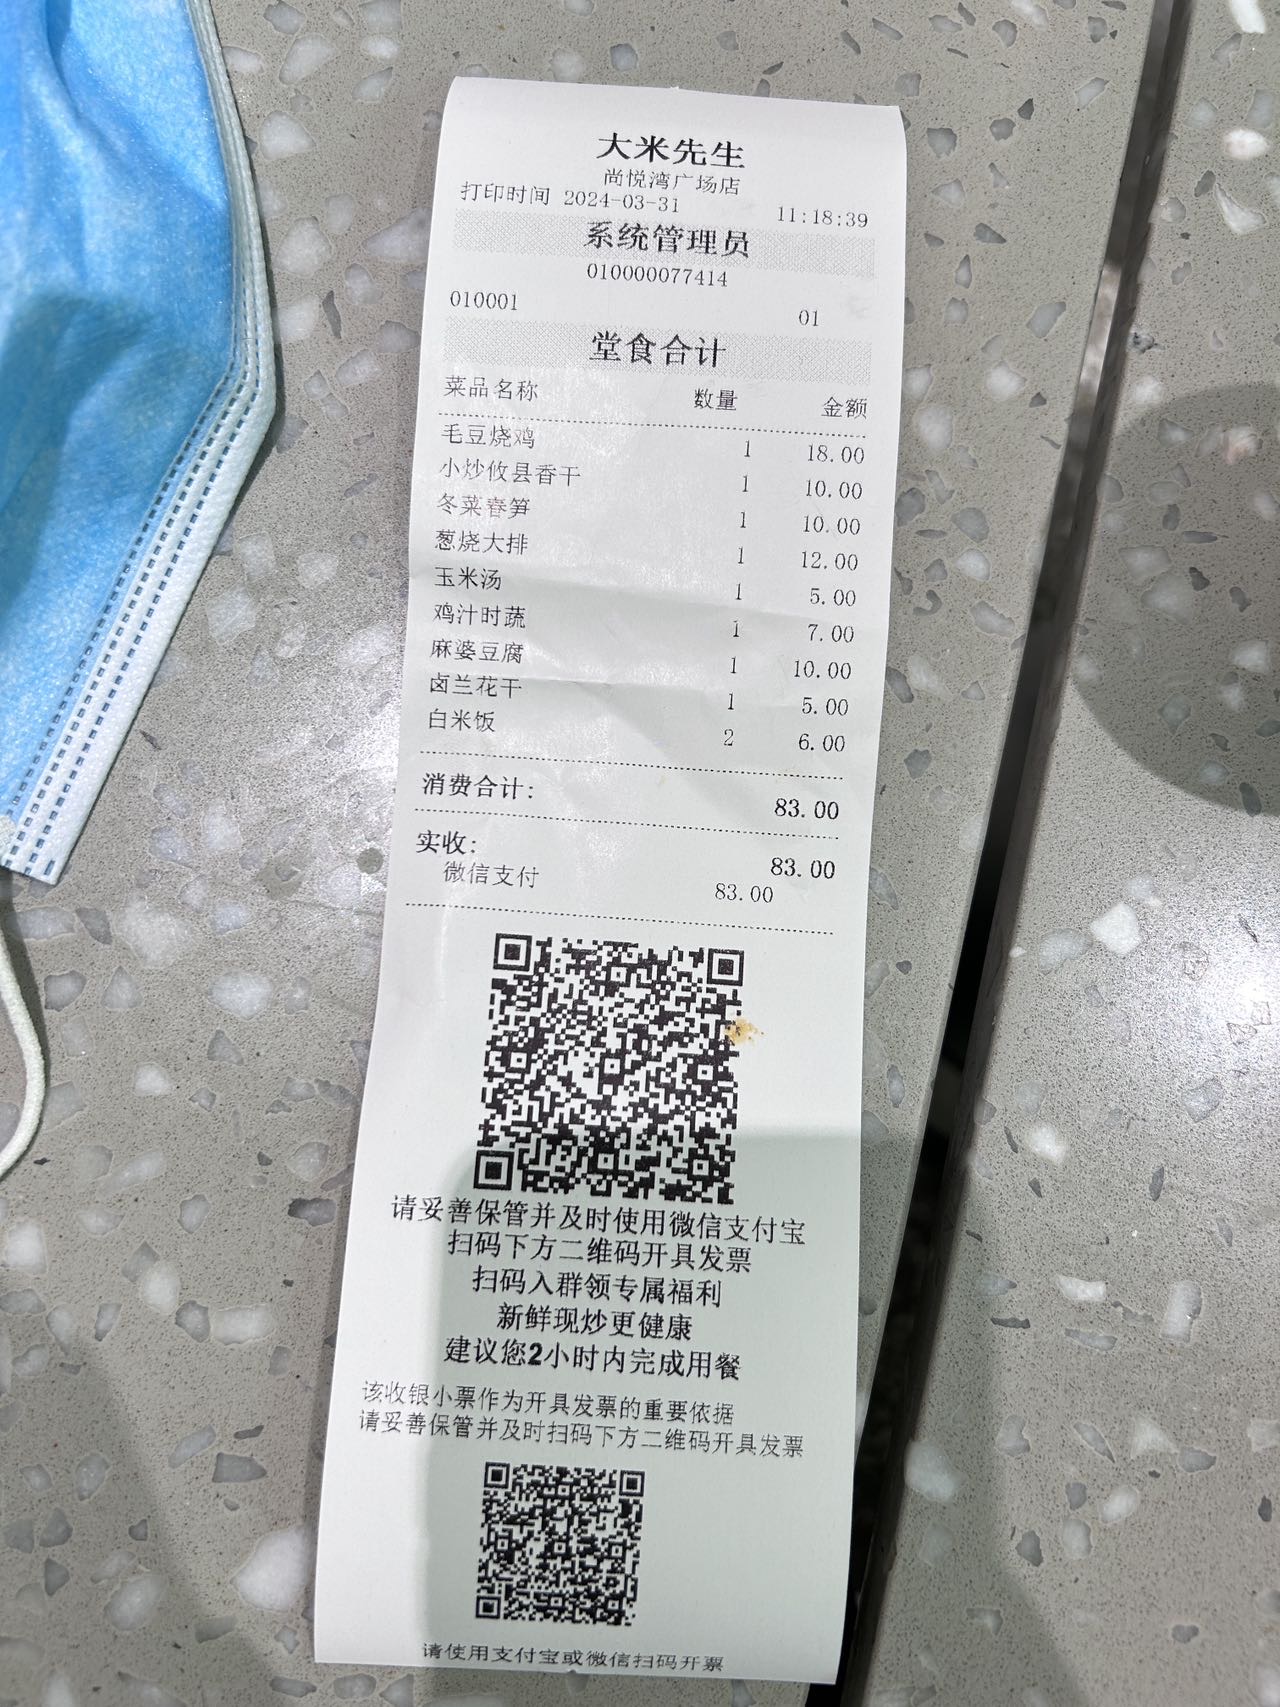 大米先生
尚悦湾广场店
打印时间 2024-03-31 11:18:39
系统管理员
010000077414
010001 01
堂食合计
菜品名称 数量 金额
毛豆烧鸡 1 18.00
小炒攸县香干 1 10.00
冬菜春笋 1 10.00
葱烧大排 1 12.00
玉米汤 1 5.00
鸡汁时蔬 1 7.00
麻婆豆腐 1 10.00
卤兰花干 1 5.00
白米饭 2 6.00
消费合计: 83.00
实收: 83.00
微信支付 83.00
请妥善保管并及时使用微信支付宝
扫码下方二维码开具发票
扫码入群领专属福利
新鲜现炒更健康
建议您2小时内完成用餐
该收银小票作为开具发票的重要依据
请妥善保管并及时扫码下方二维码开具发票
请使用支付宝或微信扫码开票